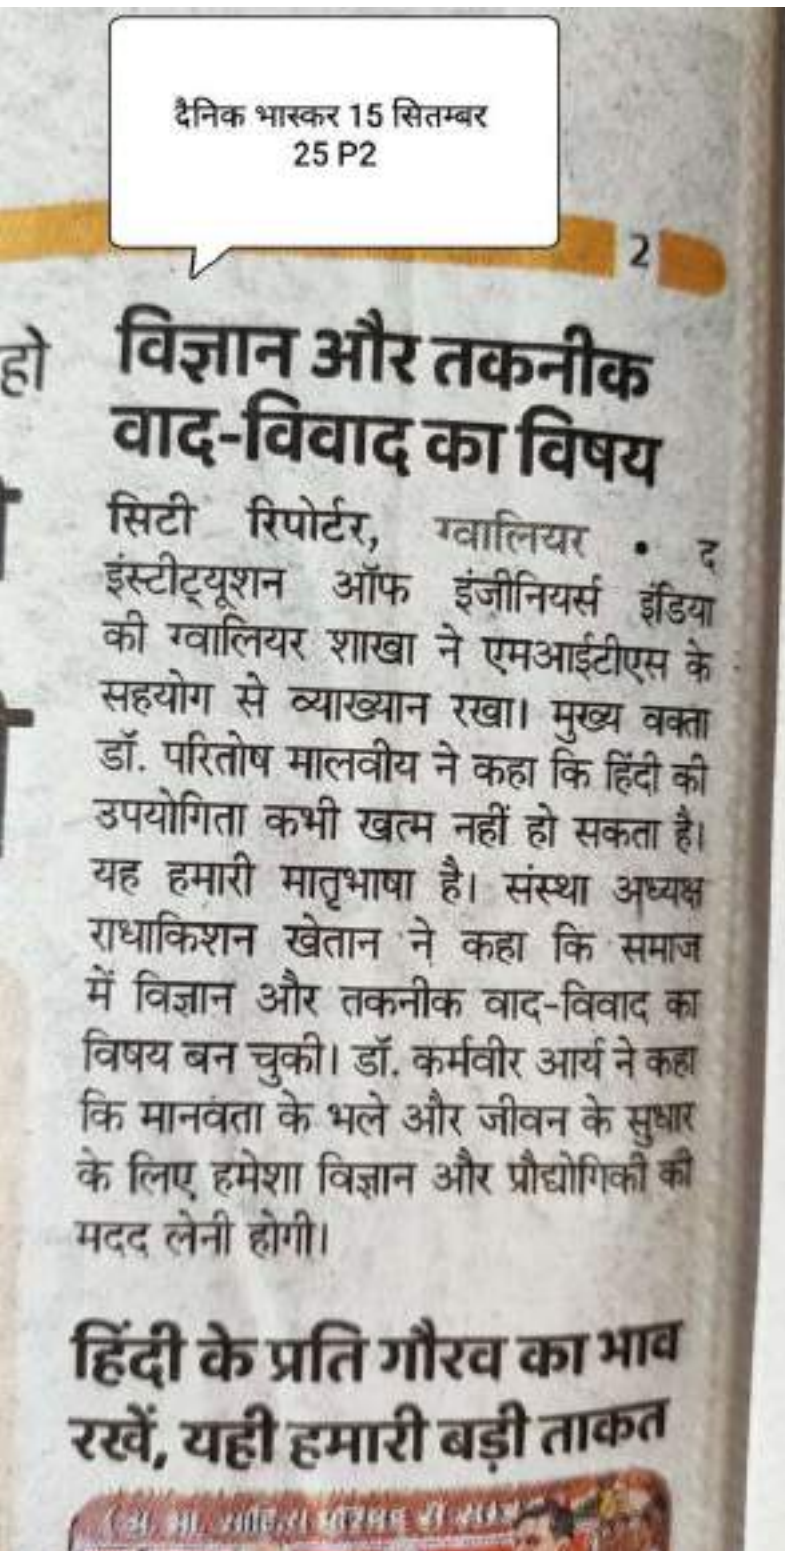 दैनिक भास्कर 15 सितम्बर
25 P2
2
हो
विज्ञान और तकनीक
वाद-विवाद का विषय
सिटी रिपोर्टर, ग्वालियर • द
इंस्टीट्यूशन ऑफ इंजीनियर्स इंडिया
की ग्वालियर शाखा ने एमआईटीएस के
सहयोग से व्याख्यान रखा। मुख्य वक्ता
डॉ. परितोष मालवीय ने कहा कि हिंदी की
उपयोगिता कभी खत्म नहीं हो सकता है।
यह हमारी मातृभाषा है। संस्था अध्यक्ष
राधाकिशन खेतान ने कहा कि समाज
में विज्ञान और तकनीक वाद-विवाद का
विषय बन चुकी। डॉ. कर्मवीर आर्य ने कहा
कि मानवता के भले और जीवन के सुधार
के लिए हमेशा विज्ञान और प्रौद्योगिकी की
मदद लेनी होगी।
हिंदी के प्रति गौरव का भाव
रखें, यही हमारी बड़ी ताकत